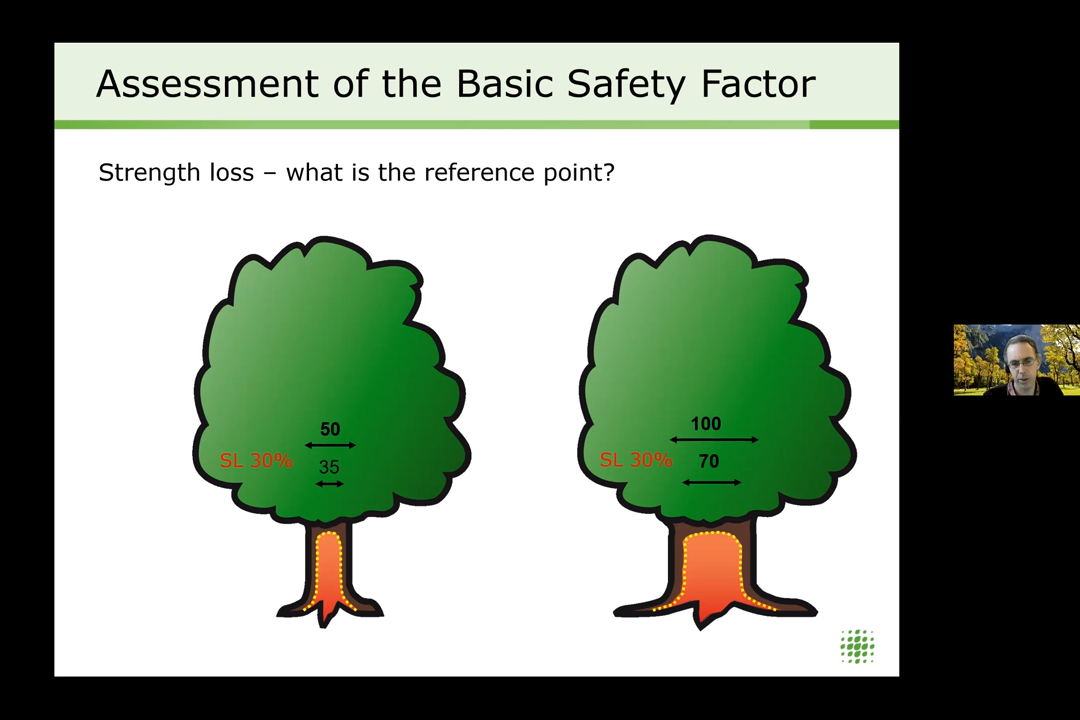 Assessment of the Basic Safety Factor
Strength loss – what is the reference point?
50
SL 30%
35
100
SL 30%
70